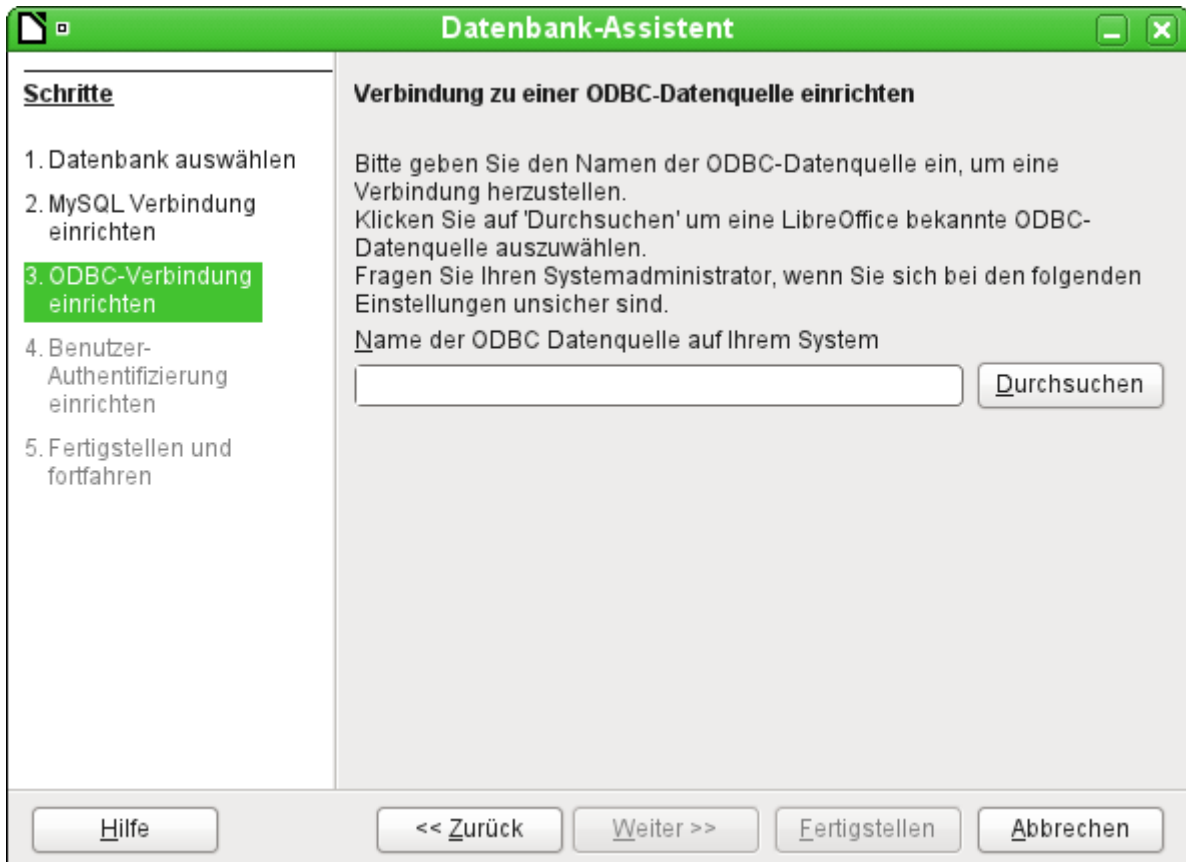 Datenbank-Assistent
Schritte
1. Datenbank auswählen
2. MySQL Verbindung
einrichten
3. ODBC-Verbindung
einrichten
4. Benutzer-
Authentifizierung
einrichten
5. Fertigstellen und
fortfahren
Verbindung zu einer ODBC-Datenquelle einrichten
Bitte geben Sie den Namen der ODBC-Datenquelle ein, um eine
Verbindung herzustellen.
Klicken Sie auf 'Durchsuchen' um eine LibreOffice bekannte ODBC-
Datenquelle auszuwählen.
Fragen Sie Ihren Systemadministrator, wenn Sie sich bei den folgenden
Einstellungen unsicher sind.
Name der ODBC Datenquelle auf Ihrem System
Durchsuchen
Hilfe
<< Zurück
Weiter >>
Fertigstellen
Abbrechen